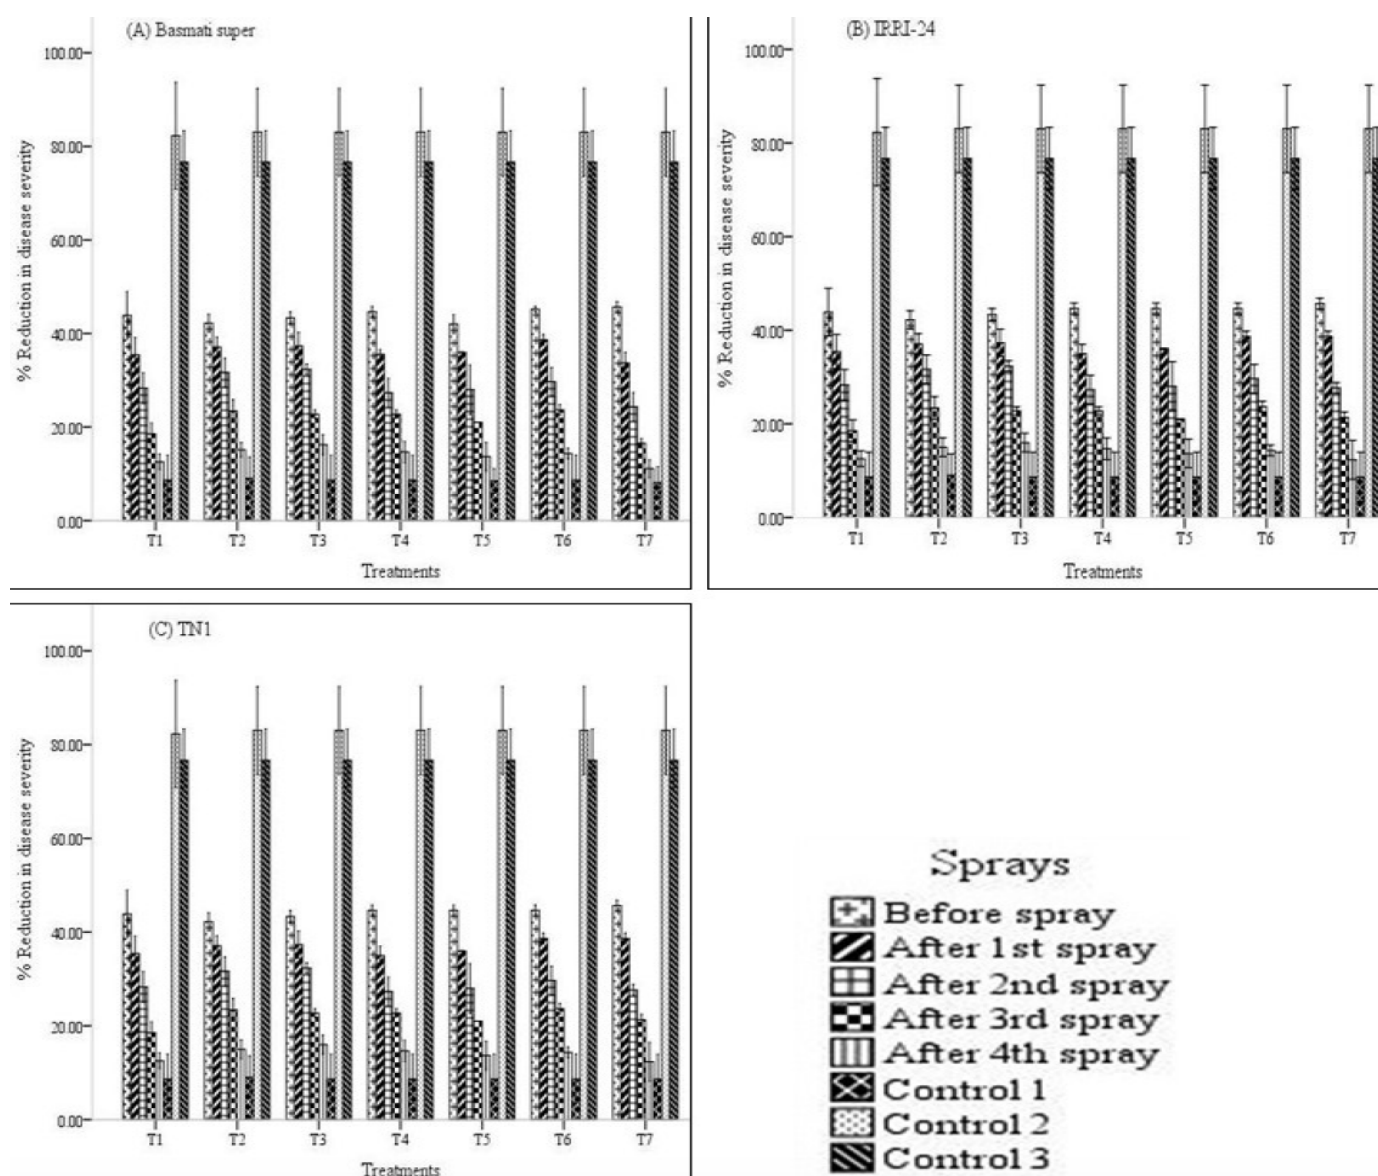 (A) Basmati super
% Reduction in disease severity
100.00
80.00
60.00
40.00
20.00
0.00
T1 T2 T3 T4 T5 T6 T7
Treatments
(B) IRRI-24
% Reduction in disease severity
100.00
80.00
60.00
40.00
20.00
0.00
T1 T2 T3 T4 T5 T6 T7
Treatments
(C) TN1
% Reduction in disease severity
100.00
80.00
60.00
40.00
20.00
0.00
T1 T2 T3 T4 T5 T6 T7
Treatments
Sprays
Before spray
After 1st spray
After 2nd spray
After 3rd spray
After 4th spray
Control 1
Control 2
Control 3